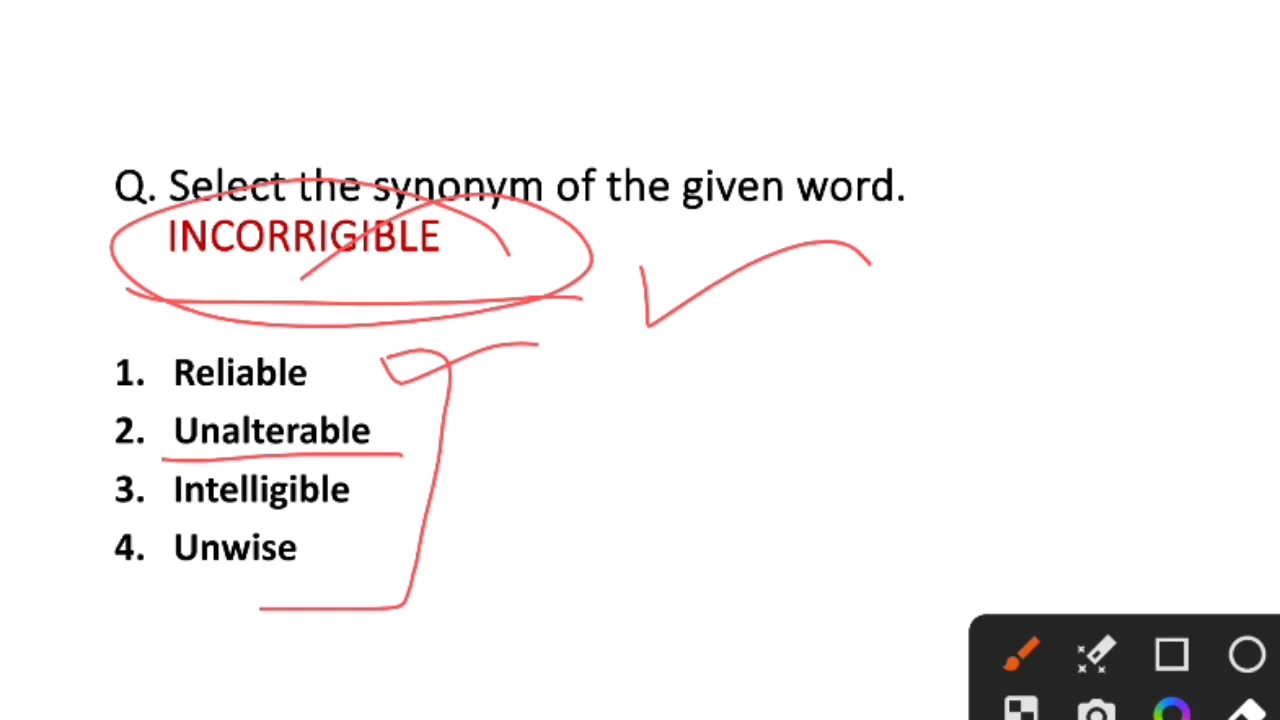 Q. Select the synonym of the given word.
INCORRIGIBLE
1. Reliable
2. Unalterable
3. Intelligible
4. Unwise